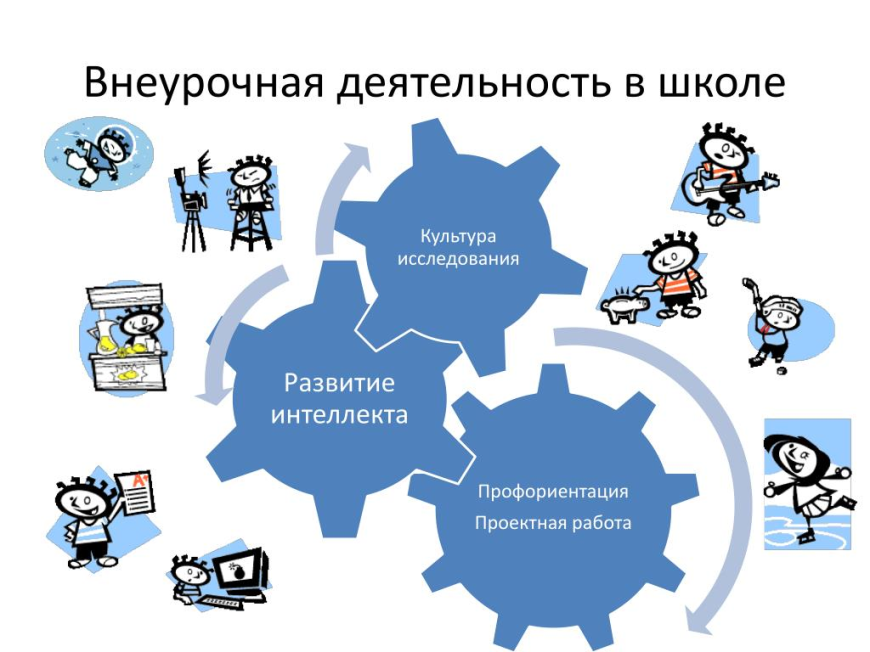 Внеурочная деятельность в школе
Культура
исследования
Развитие
интеллекта
Профориентация
Проектная работа
A+